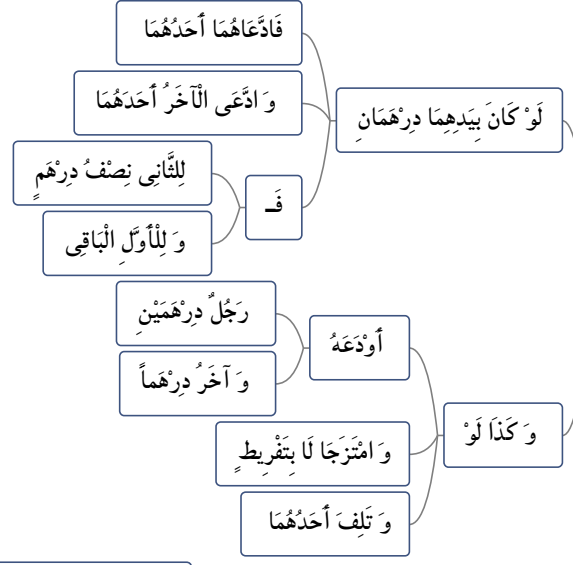 لَوْ كَانَ بِيَدِهِمَا دِرْهَمَانِ
فَادَّعَاهُمَا أَحَدُهُمَا
وَ ادَّعَى الْآخَرُ أَحَدَهُمَا
فَـ
لِلثَّانِى نِصْفُ دِرْهَمٍ
وَ لِلْأَوَّلِ الْبَاقِى
وَ كَذَا لَوْ
أَوْدَعَهُ
رَجُلٌ دِرْهَمَيْنِ
وَ آخَرُ دِرْهَماً
وَ امْتَزَجَا لَا بِتَفْرِيطٍ
وَ تَلِفَ أَحَدُهُمَا